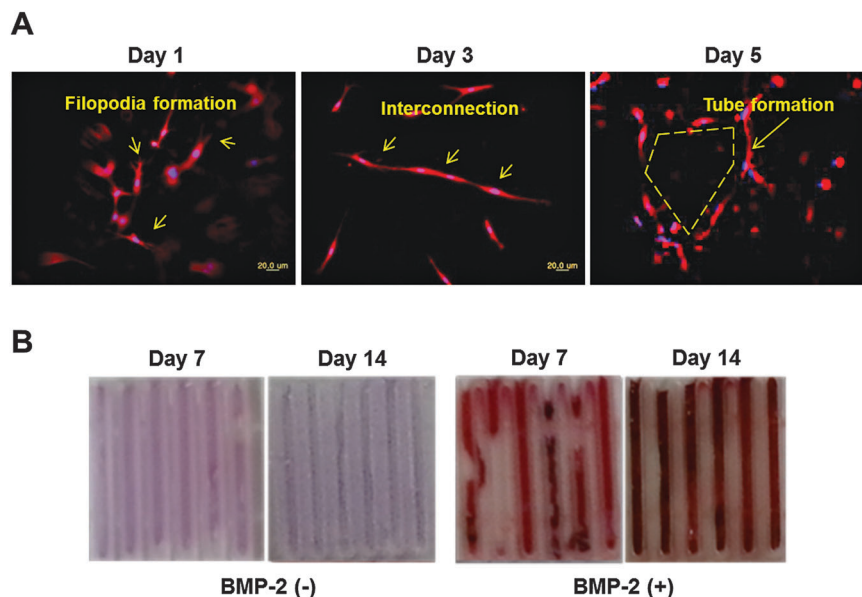 A
Day 1
Day 3
Day 5
Filopodia formation
Interconnection
Tube formation
20.0 um
20.0 um
B
Day 7
Day 14
Day 7
Day 14
BMP-2 (-)
BMP-2 (+)